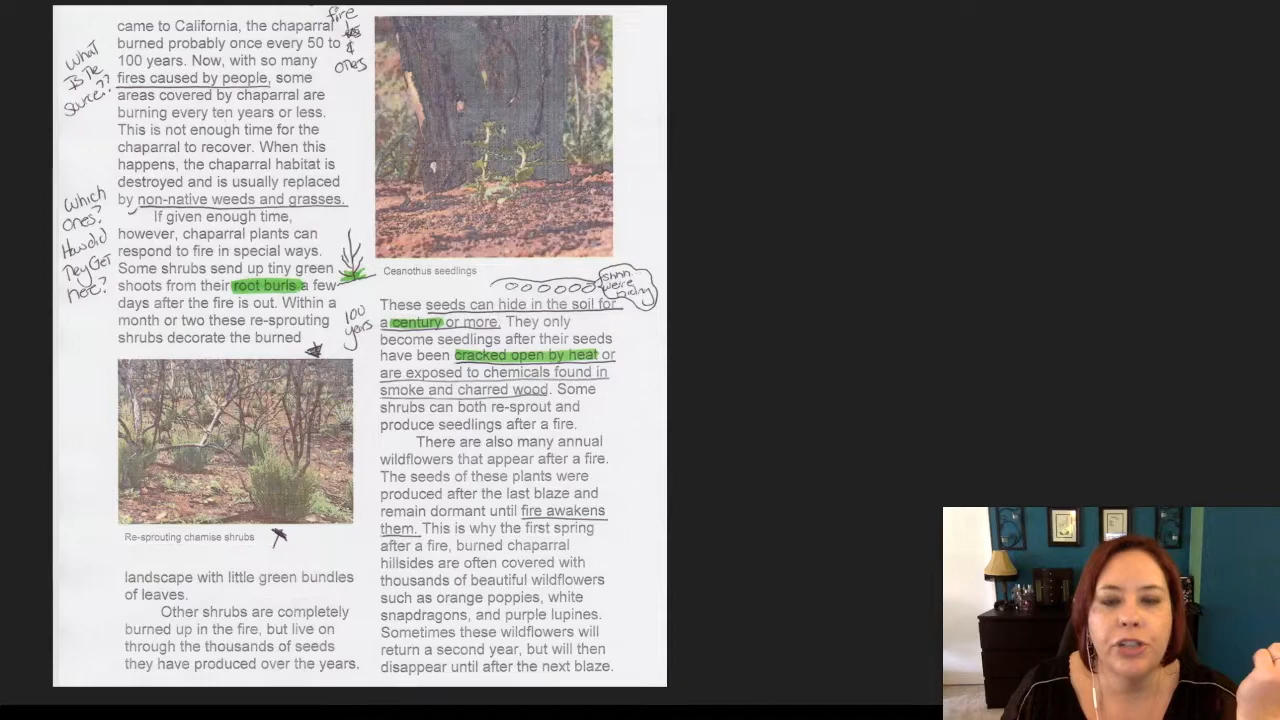 came to California, the chaparral
burned probably once every 50 to
100 years. Now, with so many
fires caused by people, some
areas covered by chaparral are
burning every ten years or less.
This is not enough time for the
chaparral to recover. When this
happens, the chaparral habitat is
destroyed and is usually replaced
by non-native weeds and grasses.
If given enough time,
however, chaparral plants can
respond to fire in special ways.
Some shrubs send up tiny green
shoots from their root burls a few
days after the fire is out. Within a
month or two these re-sprouting
shrubs decorate the burned
Re-sprouting chamise shrubs
landscape with little green bundles
of leaves.
Other shrubs are completely
burned up in the fire, but live on
through the thousands of seeds
they have produced over the years.
What
Is the
Source??
Which
ones?
How did
They Get
here?
fire
ones
100
years
Ceanothus seedlings
shhh
we're
hiding
These seeds can hide in the soil for
a century or more. They only
become seedlings after their seeds
have been cracked open by heat or
are exposed to chemicals found in
smoke and charred wood. Some
shrubs can both re-sprout and
produce seedlings after a fire.
There are also many annual
wildflowers that appear after a fire.
The seeds of these plants were
produced after the last blaze and
remain dormant until fire awakens
them. This is why the first spring
after a fire, burned chaparral
hillsides are often covered with
thousands of beautiful wildflowers
such as orange poppies, white
snapdragons, and purple lupines.
Sometimes these wildflowers will
return a second year, but will then
disappear until after the next blaze.